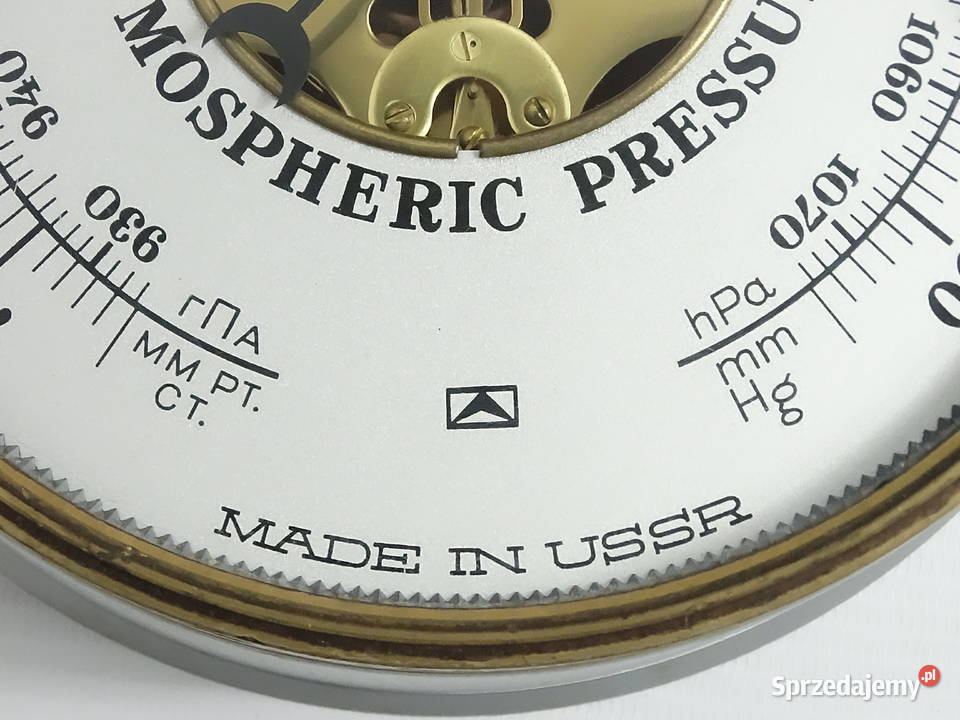 MOSPHERIC PRESSU
940
930
1060
1070
гПа
мм рт.
ст.
hPa
mm
Hg
MADE IN USSR
Sprzedajemy.pl